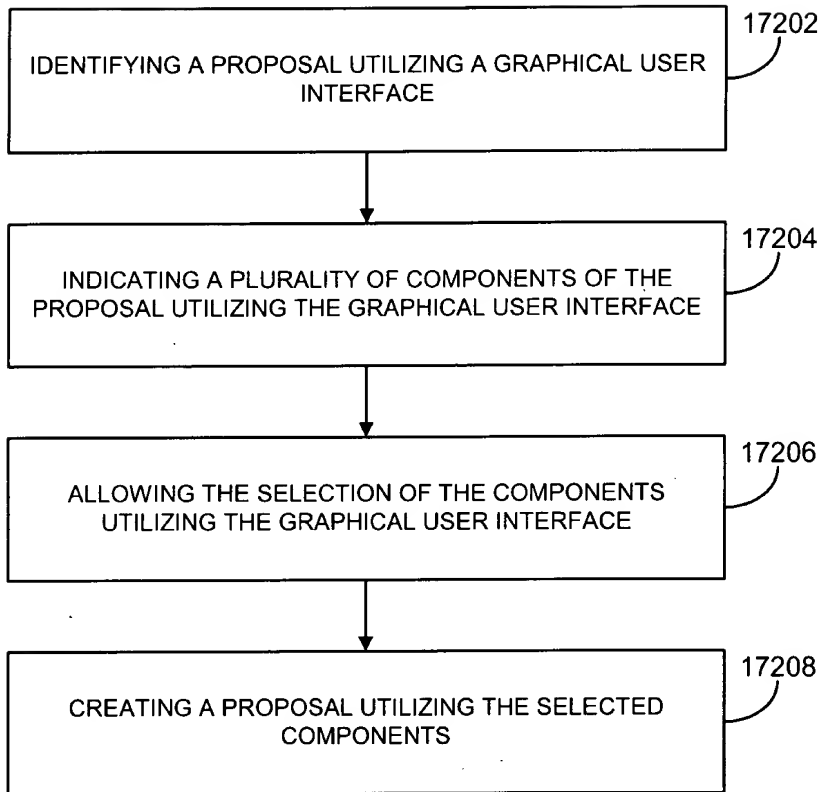 17202
IDENTIFYING A PROPOSAL UTILIZING A GRAPHICAL USER
INTERFACE
17204
INDICATING A PLURALITY OF COMPONENTS OF THE
PROPOSAL UTILIZING THE GRAPHICAL USER INTERFACE
17206
ALLOWING THE SELECTION OF THE COMPONENTS
UTILIZING THE GRAPHICAL USER INTERFACE
17208
CREATING A PROPOSAL UTILIZING THE SELECTED
COMPONENTS